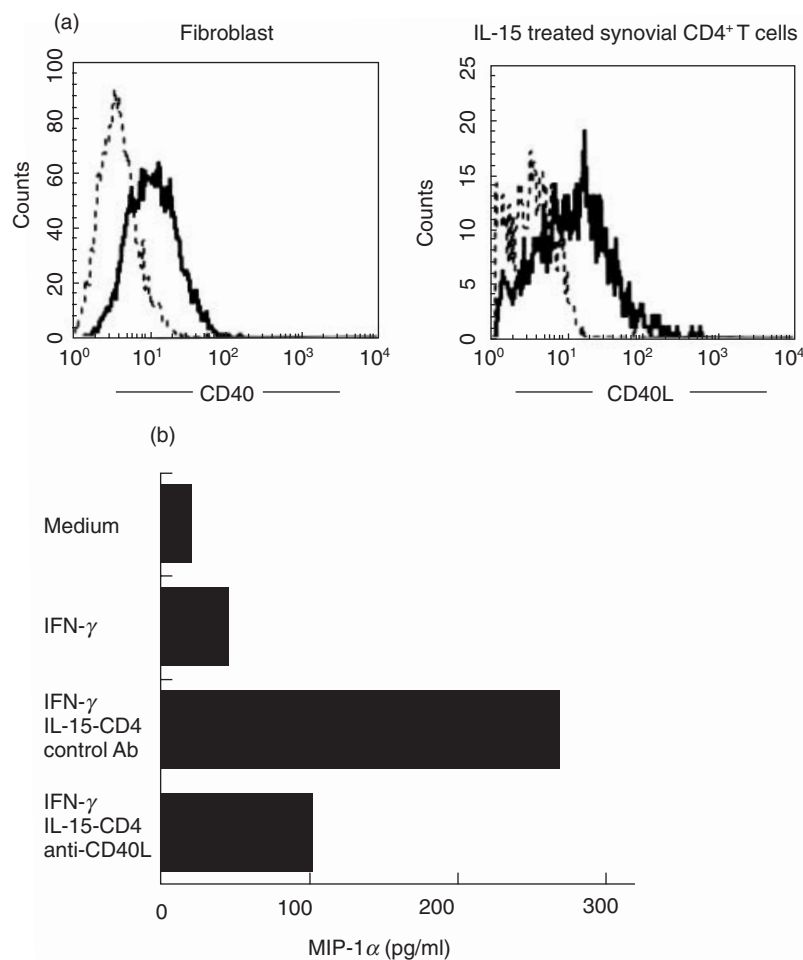 (a)
Fibroblast
IL-15 treated synovial CD4⁺ T cells
Counts
100
80
60
40
20
0
10⁰ 10¹ 10² 10³ 10⁴
CD40
Counts
25
20
15
10
5
0
10⁰ 10¹ 10² 10³ 10⁴
CD40L
(b)
Medium
IFN-γ
IFN-γ
IL-15-CD4
control Ab
IFN-γ
IL-15-CD4
anti-CD40L
0 100 200 300
MIP-1α (pg/ml)